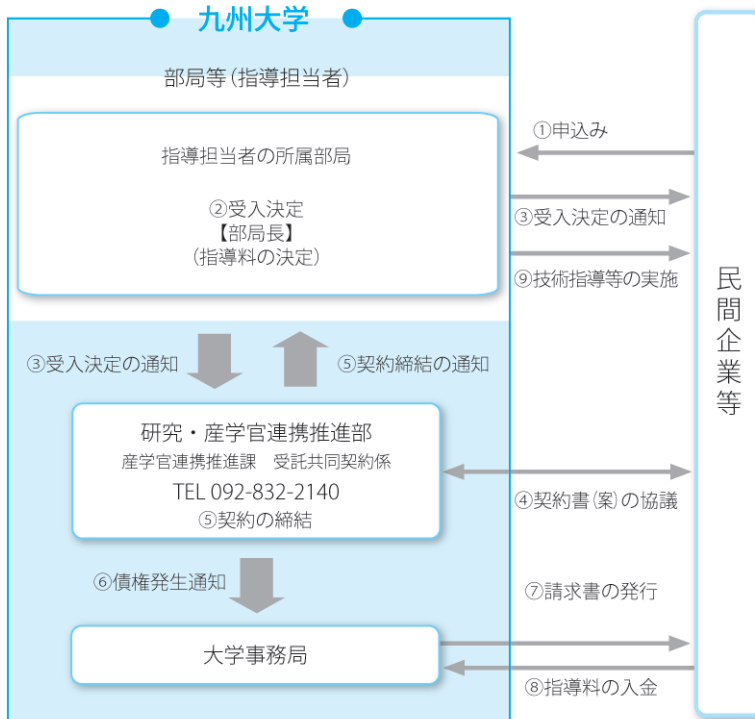 九州大学
部局等(指導担当者)
指導担当者の所属部局
②受入決定
【部局長】
(指導料の決定)
①申込み
③受入決定の通知
⑨技術指導等の実施
民間企業等
③受入決定の通知
⑤契約締結の通知
研究・産学官連携推進部
産学官連携推進課 受託共同契約係
TEL 092-832-2140
⑤契約の締結
④契約書(案)の協議
⑥債権発生通知
⑦請求書の発行
大学事務局
⑧指導料の入金